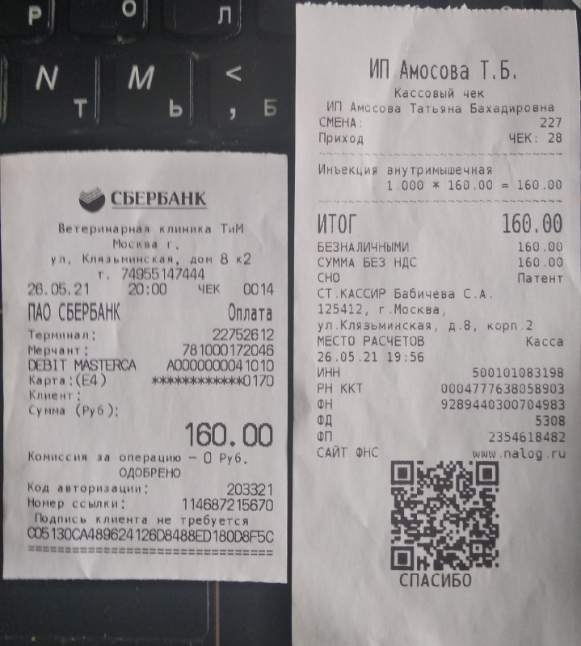 Р О Л
N M <
Т Ь , Б
СБЕРБАНК
Ветеринарная клиника ТиМ
Москва г.
ул. Клязьминская, дом 8 к2
т. 74955147444
26.05.21 20:00 ЧЕК 0014
ПАО СБЕРБАНК Оплата
Терминал: 22752612
Мерчант: 781000172046
DEBIT MASTERCA A0000000041010
Карта:(E4) ************0170
Клиент:
Сумма (Руб):
160.00
Комиссия за операцию – 0 Руб.
ОДОБРЕНО
Код авторизации: 203321
Номер ссылки: 114687215670
Подпись клиента не требуется
C05130CA489624126D8488ED180D8F5C
================================
ИП Амосова Т.Б.
Кассовый чек
ИП Амосова Татьяна Бахадировна
СМЕНА: 227
Приход ЧЕК: 28
Инъекция внутримышечная
1.000 * 160.00 = 160.00
ИТОГ 160.00
БЕЗНАЛИЧНЫМИ 160.00
СУММА БЕЗ НДС 160.00
СНО Патент
СТ.КАССИР Бабичева С.А.
125412, г.Москва,
ул.Клязьминская, д.8, корп.2
МЕСТО РАСЧЕТОВ Касса
26.05.21 19:56
ИНН 500101083198
РН ККТ 0004777638058903
ФН 9289440300704983
ФД 5308
ФП 2354618482
САЙТ ФНС www.nalog.ru
СПАСИБО